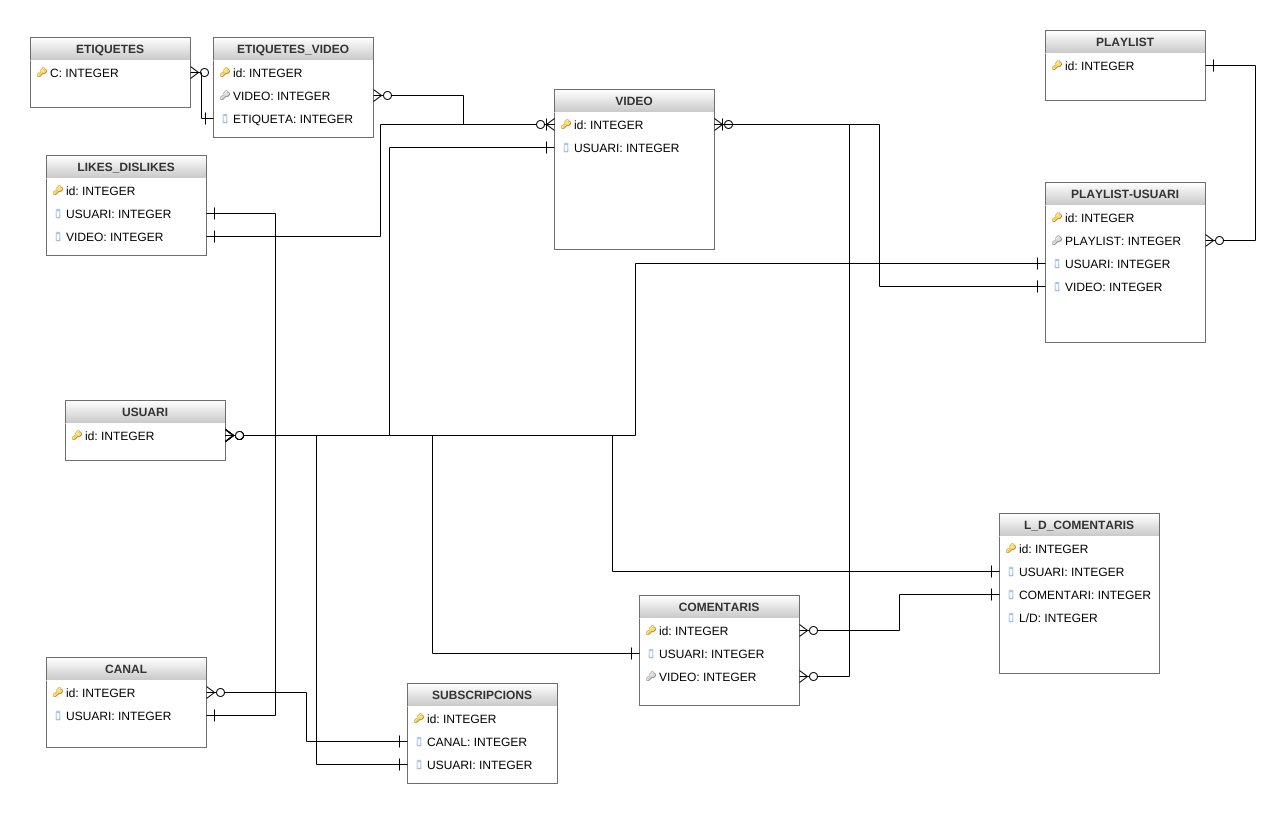 ETIQUETES
C: INTEGER
ETIQUETES_VIDEO
id: INTEGER
VIDEO: INTEGER
ETIQUETA: INTEGER
LIKES_DISLIKES
id: INTEGER
USUARI: INTEGER
VIDEO: INTEGER
VIDEO
id: INTEGER
USUARI: INTEGER
PLAYLIST
id: INTEGER
PLAYLIST-USUARI
id: INTEGER
PLAYLIST: INTEGER
USUARI: INTEGER
VIDEO: INTEGER
USUARI
id: INTEGER
L_D_COMENTARIS
id: INTEGER
USUARI: INTEGER
COMENTARI: INTEGER
L/D: INTEGER
COMENTARIS
id: INTEGER
USUARI: INTEGER
VIDEO: INTEGER
CANAL
id: INTEGER
USUARI: INTEGER
SUBSCRIPCIONS
id: INTEGER
CANAL: INTEGER
USUARI: INTEGER